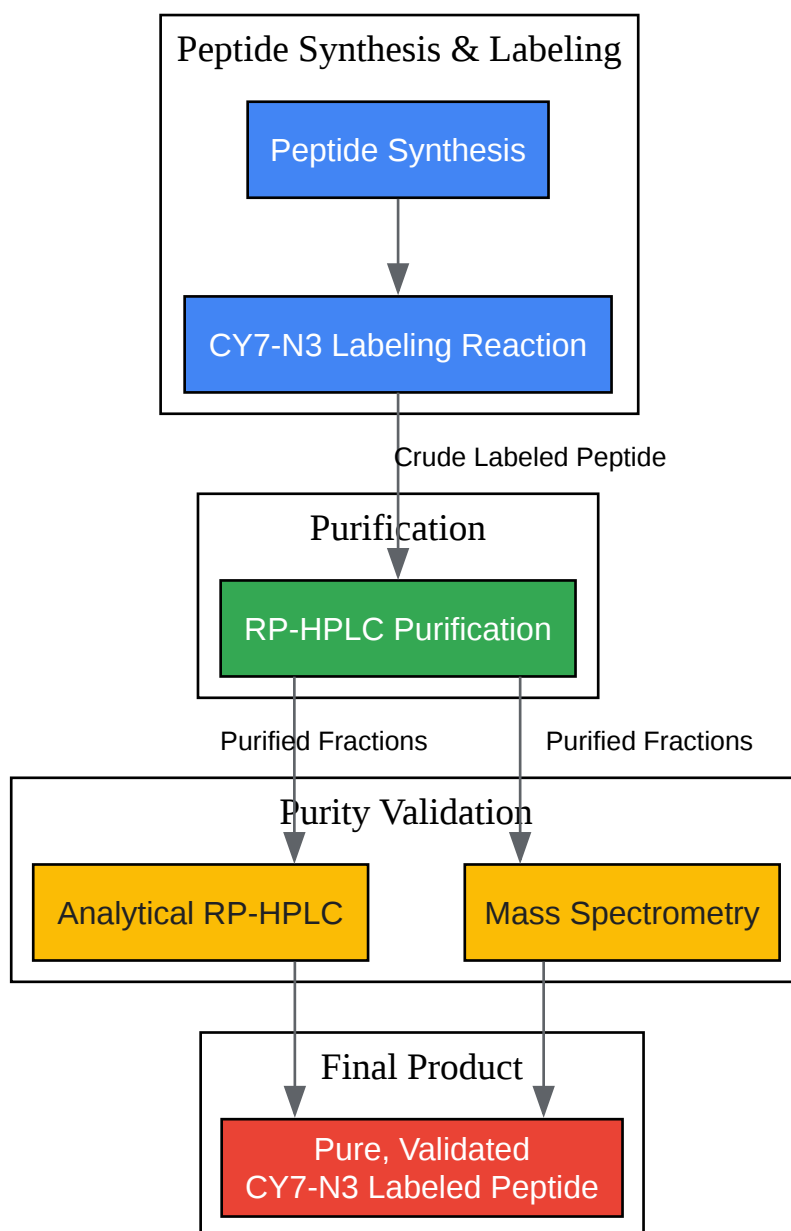 Peptide Synthesis & Labeling
Peptide Synthesis
CY7-N3 Labeling Reaction
Crude Labeled Peptide
Purification
RP-HPLC Purification
Purified Fractions
Purified Fractions
Purity Validation
Analytical RP-HPLC
Mass Spectrometry
Final Product
Pure, Validated
CY7-N3 Labeled Peptide